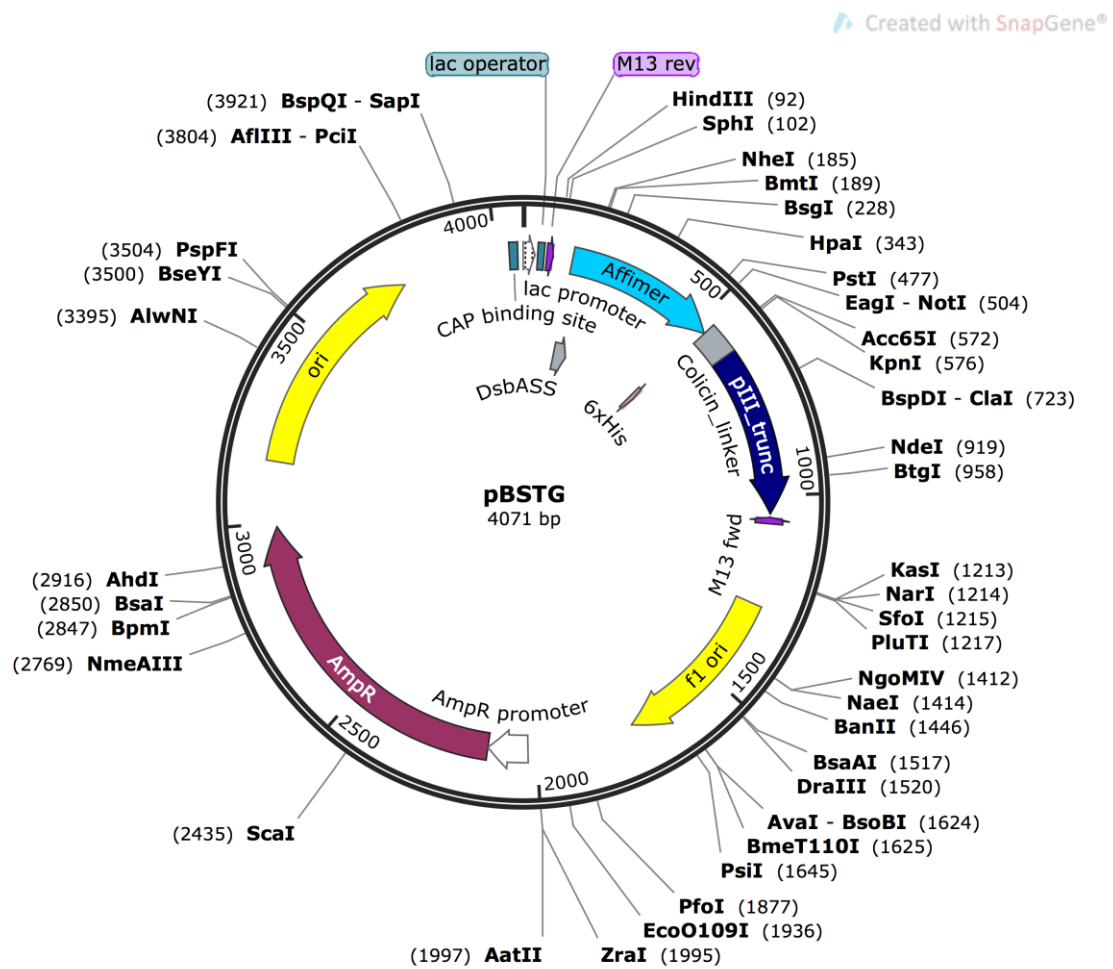 Created with SnapGene®
lac operator
M13 rev
(3921) BspQI - SapI
(3804) AflIII - PciI
(3504) PspFI
(3500) BseYI
(3395) AlwNI
(2916) AhdI
(2850) BsaI
(2847) BpmI
(2769) NmeAIII
(2435) ScaI
(1997) AatII
HindIII (92)
SphI (102)
NheI (185)
BmtI (189)
BsgI (228)
HpaI (343)
PstI (477)
EagI - NotI (504)
Acc65I (572)
KpnI (576)
BspDI - ClaI (723)
NdeI (919)
BtgI (958)
KasI (1213)
NarI (1214)
SfoI (1215)
PluTI (1217)
NgoMIV (1412)
NaeI (1414)
BanII (1446)
BsaAI (1517)
DraIII (1520)
AvaI - BsoBI (1624)
BmeT110I (1625)
PsiI (1645)
PfoI (1877)
EcoO109I (1936)
ZraI (1995)
4000
500
1000
1500
2000
2500
3000
3500
Affimer
lac promoter
CAP binding site
DsbASS
6xHis
Colicin_linker
pIII_trunc
M13 fwd
f1 ori
AmpR promoter
AmpR
ori
pBSTG
4071 bp